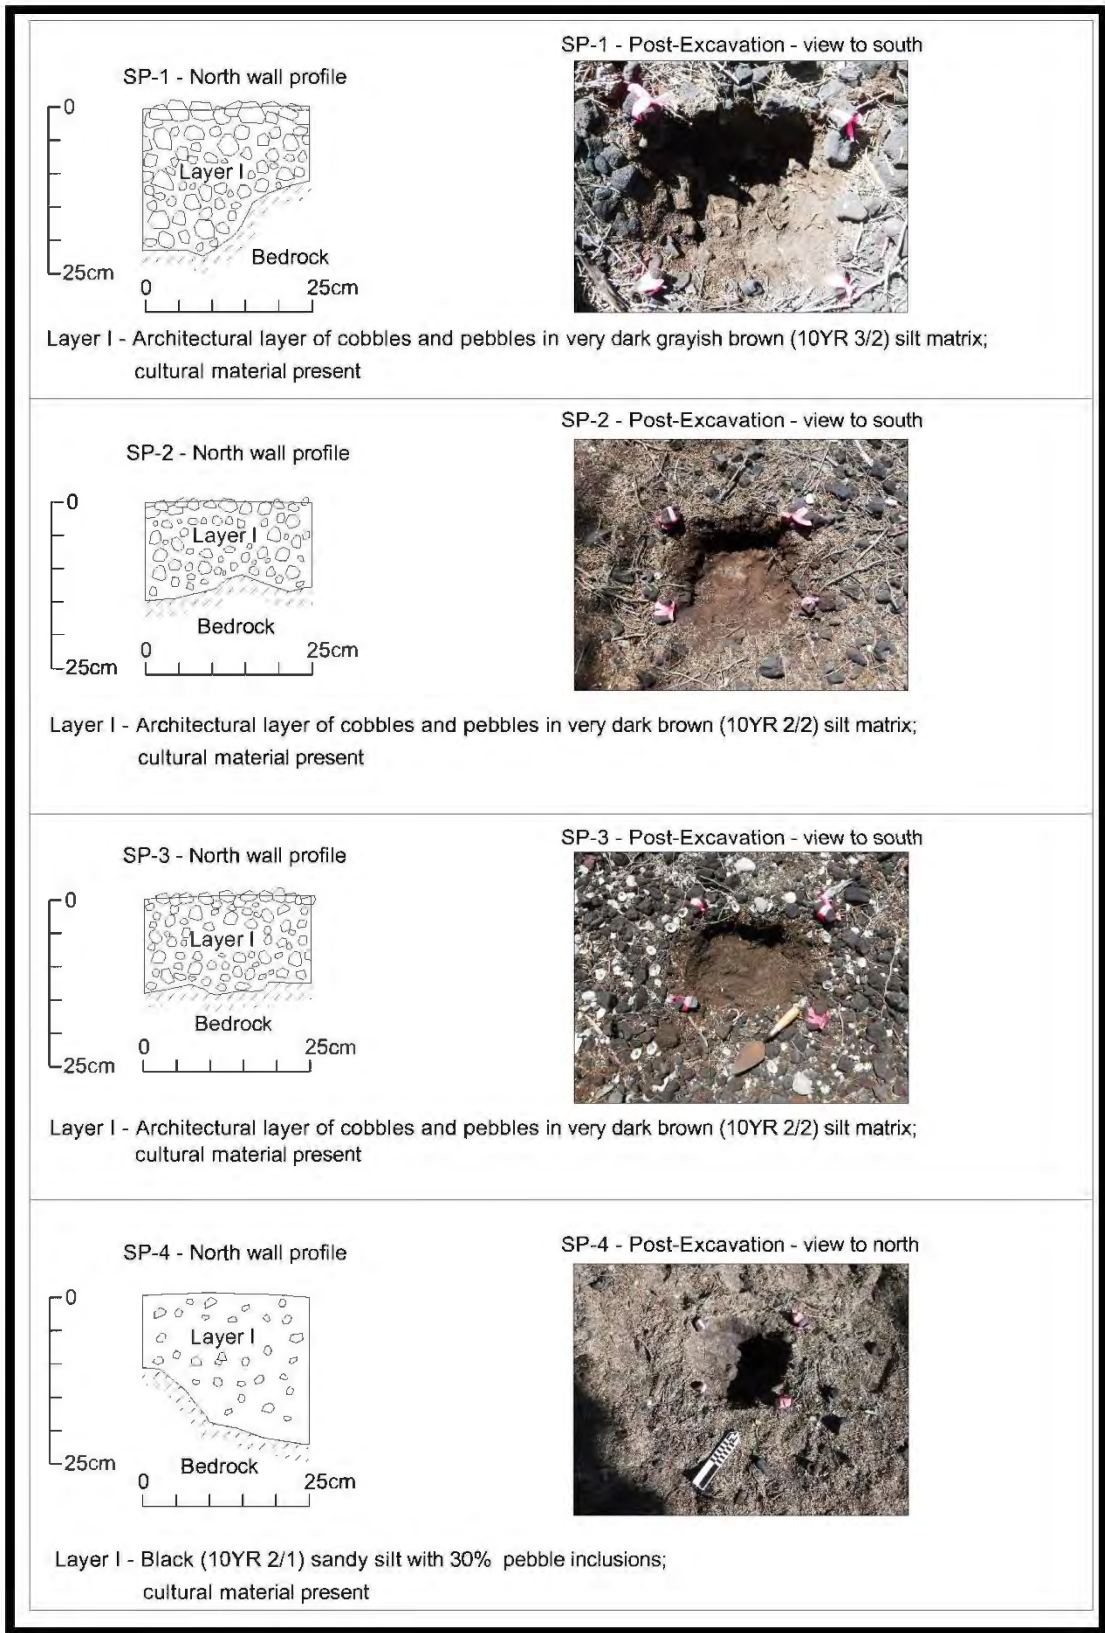 SP-1 - North wall profile
SP-1 - Post-Excavation - view to south
0
Layer I
25cm
Bedrock
0 25cm
Layer I - Architectural layer of cobbles and pebbles in very dark grayish brown (10YR 3/2) silt matrix;
cultural material present
SP-2 - North wall profile
SP-2 - Post-Excavation - view to south
0
Layer I
25cm
Bedrock
0 25cm
Layer I - Architectural layer of cobbles and pebbles in very dark brown (10YR 2/2) silt matrix;
cultural material present
SP-3 - North wall profile
SP-3 - Post-Excavation - view to south
0
Layer I
25cm
Bedrock
0 25cm
Layer I - Architectural layer of cobbles and pebbles in very dark brown (10YR 2/2) silt matrix;
cultural material present
SP-4 - North wall profile
SP-4 - Post-Excavation - view to north
0
Layer I
25cm
Bedrock
0 25cm
Layer I - Black (10YR 2/1) sandy silt with 30% pebble inclusions;
cultural material present